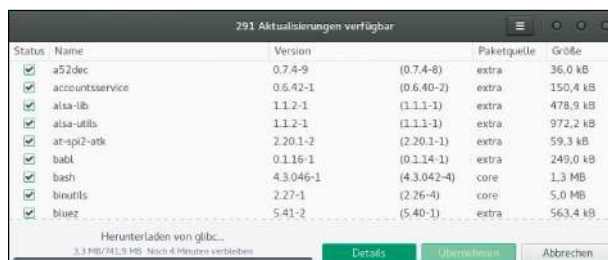 291 Aktualisierungen verfügbar
Status Name Version Paketquelle Größe
a52dec 0.7.4-9 (0.7.4-8) extra 36,0 kB
accountsservice 0.6.42-1 (0.6.40-2) extra 150,4 kB
alsa-lib 1.1.2-1 (1.1.1-1) extra 478,9 kB
alsa-utils 1.1.2-1 (1.1.1-1) extra 972,2 kB
at-spi2-atk 2.20.1-2 (2.20.1-1) extra 59,3 kB
babl 0.1.16-1 (0.1.14-1) extra 249,0 kB
bash 4.3.046-1 (4.3.042-4) core 1,3 MB
binutils 2.27-1 (2.26-4) core 5,0 MB
bluez 5.41-2 (5.40-1) extra 563,4 kB
Herunterladen von glibc...
3,3 MB/741,9 MB Noch 4 Minuten verbleiben
Details Übernehmen Abbrechen